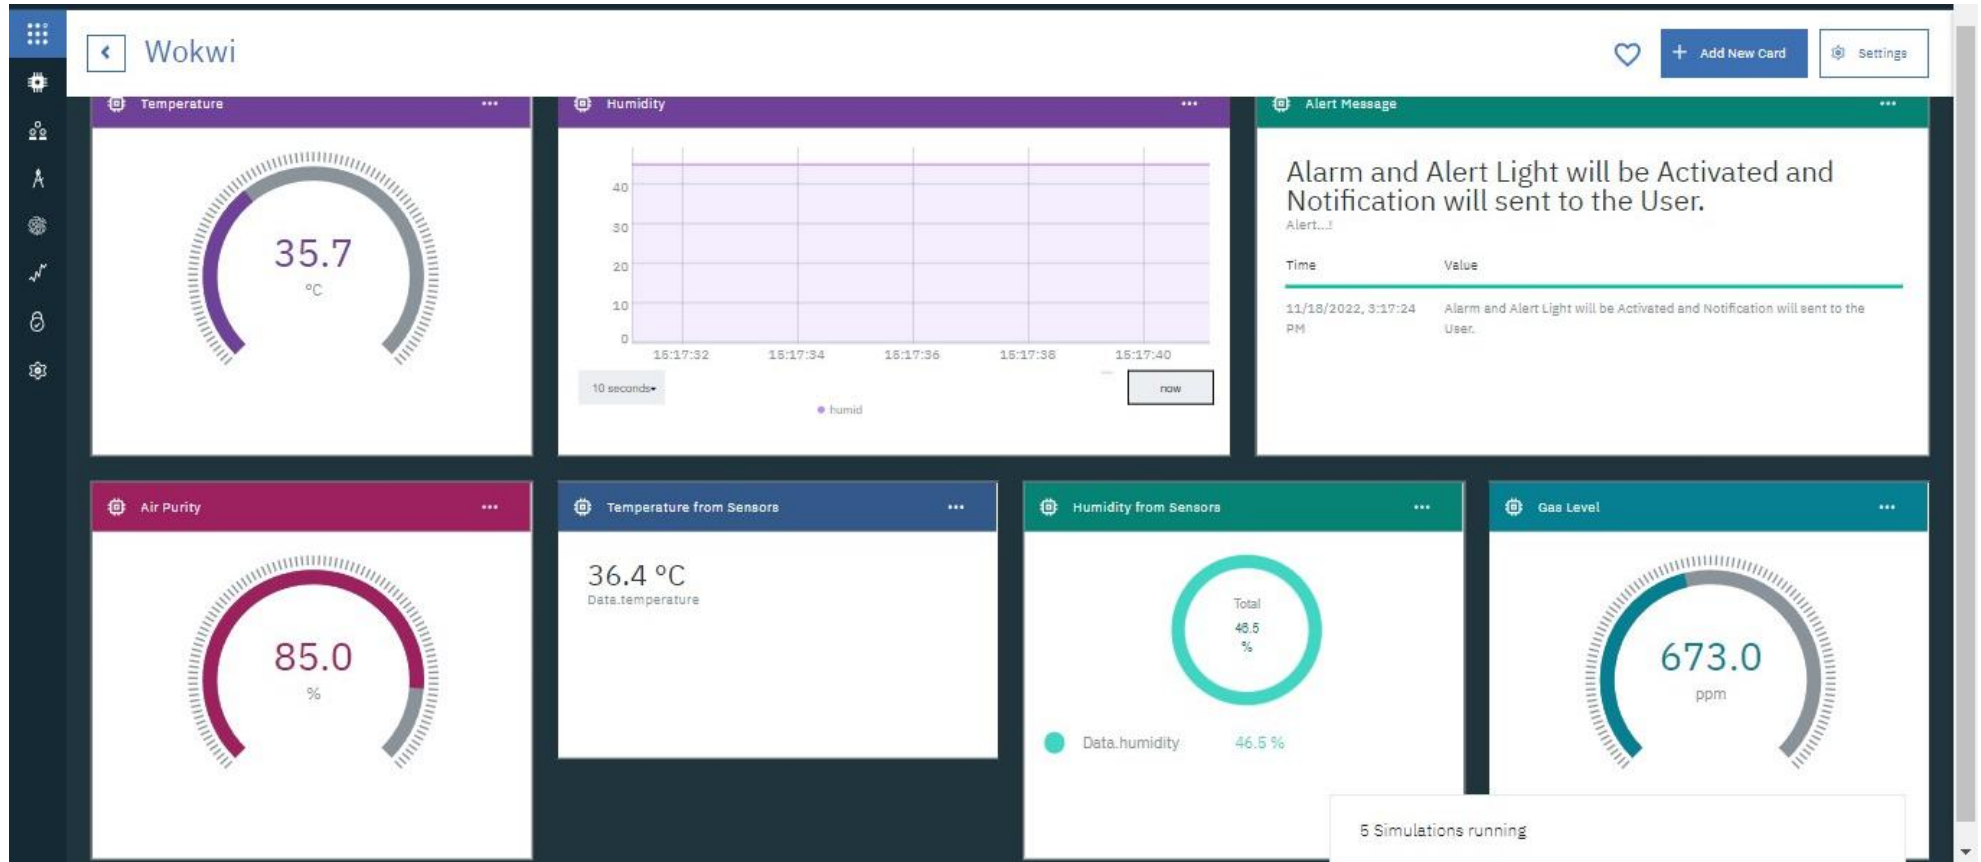 Wokwi
+ Add New Card
Settings
Temperature
35.7
°C
Humidity
40
30
20
10
0
15:17:32 15:17:34 15:17:36 15:17:38 15:17:40
10 seconds
now
humid
Alert Message
Alarm and Alert Light will be Activated and
Notification will sent to the User.
Alert...!
Time Value
11/18/2022, 3:17:24 Alarm and Alert Light will be Activated and Notification will sent to the
PM User.
Air Purity
85.0
%
Temperature from Sensors
36.4 °C
Data.temperature
Humidity from Sensors
Total
46.5
%
Data.humidity 46.5 %
Gas Level
673.0
ppm
5 Simulations running